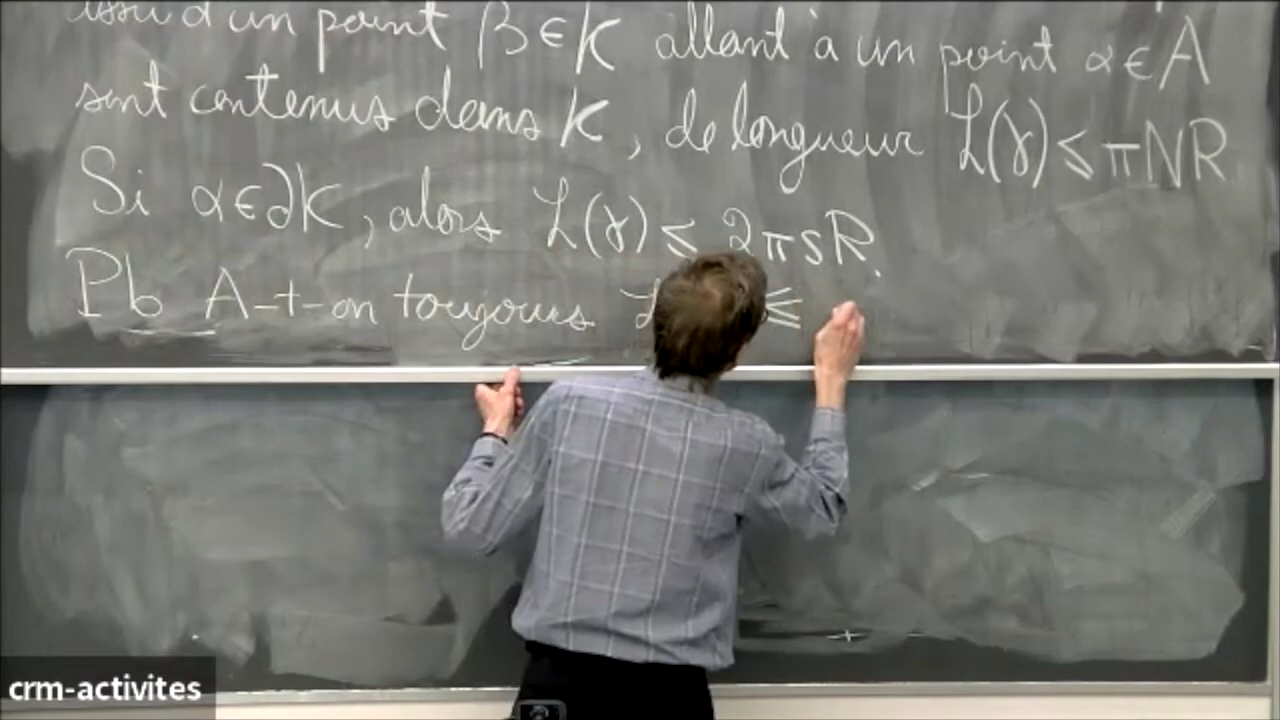 issu d'un point β∈K allant à un point α∈A
sont contenus dans K, de longueur L(γ) ≤ πNR
Si α∈∂K, alors L(γ) ≤ 2πsR.
Pb A-t-on toujours L ≤
crm-activites